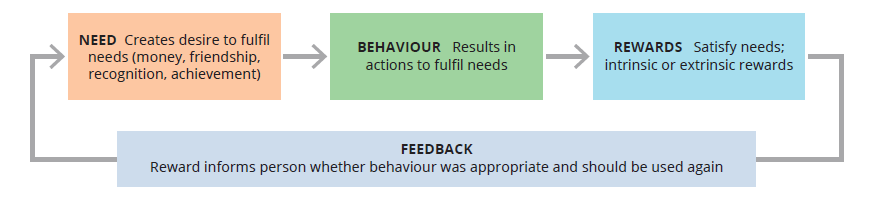 NEED Creates desire to fulfil
needs (money, friendship,
recognition, achievement)
BEHAVIOUR Results in
actions to fulfil needs
REWARDS Satisfy needs;
intrinsic or extrinsic rewards
FEEDBACK
Reward informs person whether behaviour was appropriate and should be used again